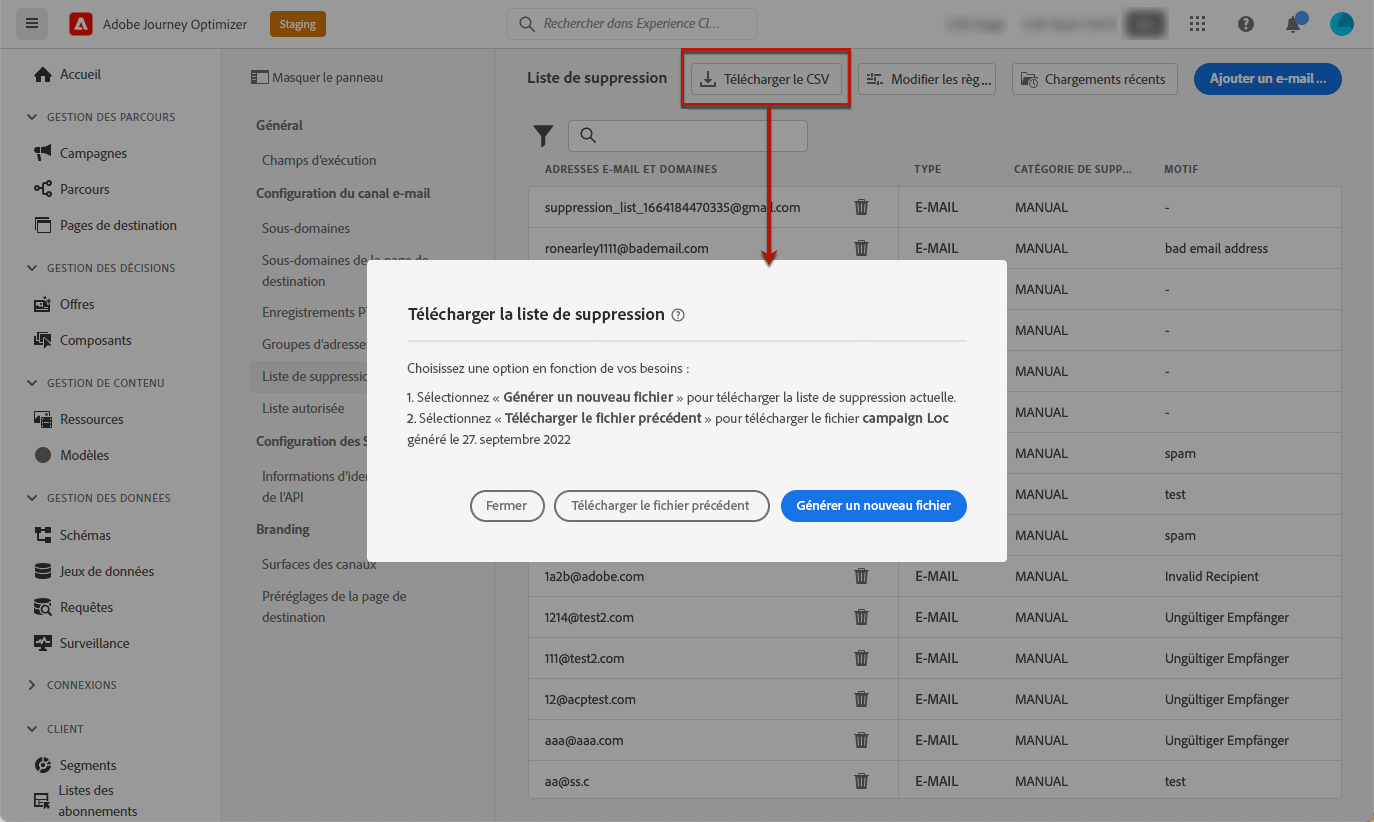 Adobe Journey Optimizer
Staging
Rechercher dans Experience Cl...
Accueil
GESTION DES PARCOURS
Campagnes
Parcours
Pages de destination
GESTION DES DÉCISIONS
Offres
Composants
GESTION DE CONTENU
Ressources
Modèles
GESTION DES DONNÉES
Schémas
Jeux de données
Requêtes
Surveillance
CONNEXIONS
CLIENT
Segments
Listes des
abonnements
Masquer le panneau
Général
Champs d'exécution
Configuration du canal e-mail
Sous-domaines
Sous-domaines de la page de
destination
Enregistrements
Groupes d'adresses
Liste de
Liste autorisée
Configuration des
Informations
de l'API
Branding
Surfaces des canaux
Préréglages de la page de
destination
Liste de suppression
Télécharger le CSV
Modifier les règ...
Chargements récents
Ajouter un e-mail ...
ADRESSES E-MAIL ET DOMAINES TYPE CATÉGORIE DE SUPP... MOTIF
suppression_list_1664184470335@gmail.com E-MAIL MANUAL -
ronearley1111@bademail.com E-MAIL MANUAL bad email address
MANUAL -
MANUAL -
MANUAL -
MANUAL -
MANUAL spam
MANUAL test
MANUAL spam
1a2b@adobe.com E-MAIL MANUAL Invalid Recipient
1214@test2.com E-MAIL MANUAL Ungültiger Empfänger
111@test2.com E-MAIL MANUAL Ungültiger Empfänger
12@acptest.com E-MAIL MANUAL Ungültiger Empfänger
aaa@aaa.com E-MAIL MANUAL Ungültiger Empfänger
aa@ss.c E-MAIL MANUAL test
Télécharger la liste de suppression
Choisissez une option en fonction de vos besoins :
1. Sélectionnez « Générer un nouveau fichier » pour télécharger la liste de suppression actuelle.
2. Sélectionnez « Télécharger le fichier précédent » pour télécharger le fichier campaign Loc
généré le 27. septembre 2022
Fermer
Télécharger le fichier précédent
Générer un nouveau fichier